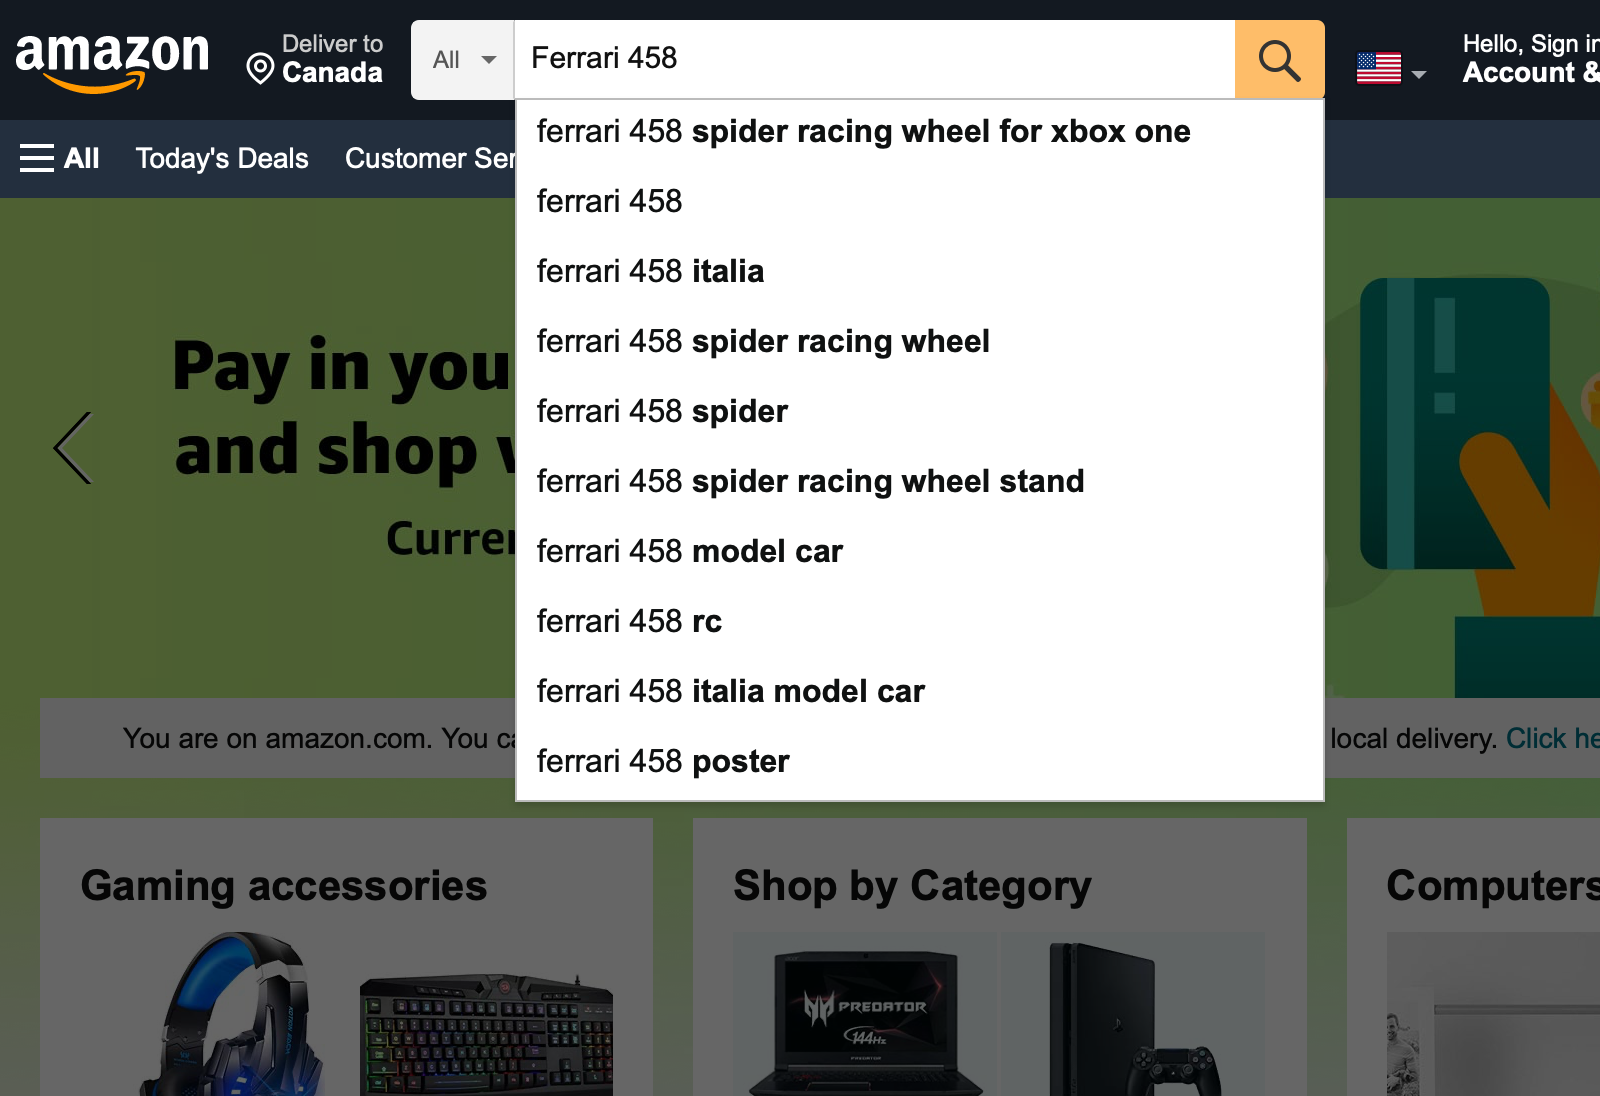 amazon
Deliver to
Canada
All
Ferrari 458
Hello, Sign in
Account &
All
Today's Deals
Customer Ser
ferrari 458 spider racing wheel for xbox one
ferrari 458
ferrari 458 italia
ferrari 458 spider racing wheel
ferrari 458 spider
ferrari 458 spider racing wheel stand
ferrari 458 model car
ferrari 458 rc
ferrari 458 italia model car
ferrari 458 poster
Pay in you
and shop
Curre
You are on amazon.com. You ca
local delivery. Click he
Gaming accessories
Shop by Category
Computers
PREDATOR
144Hz
PREDATOR